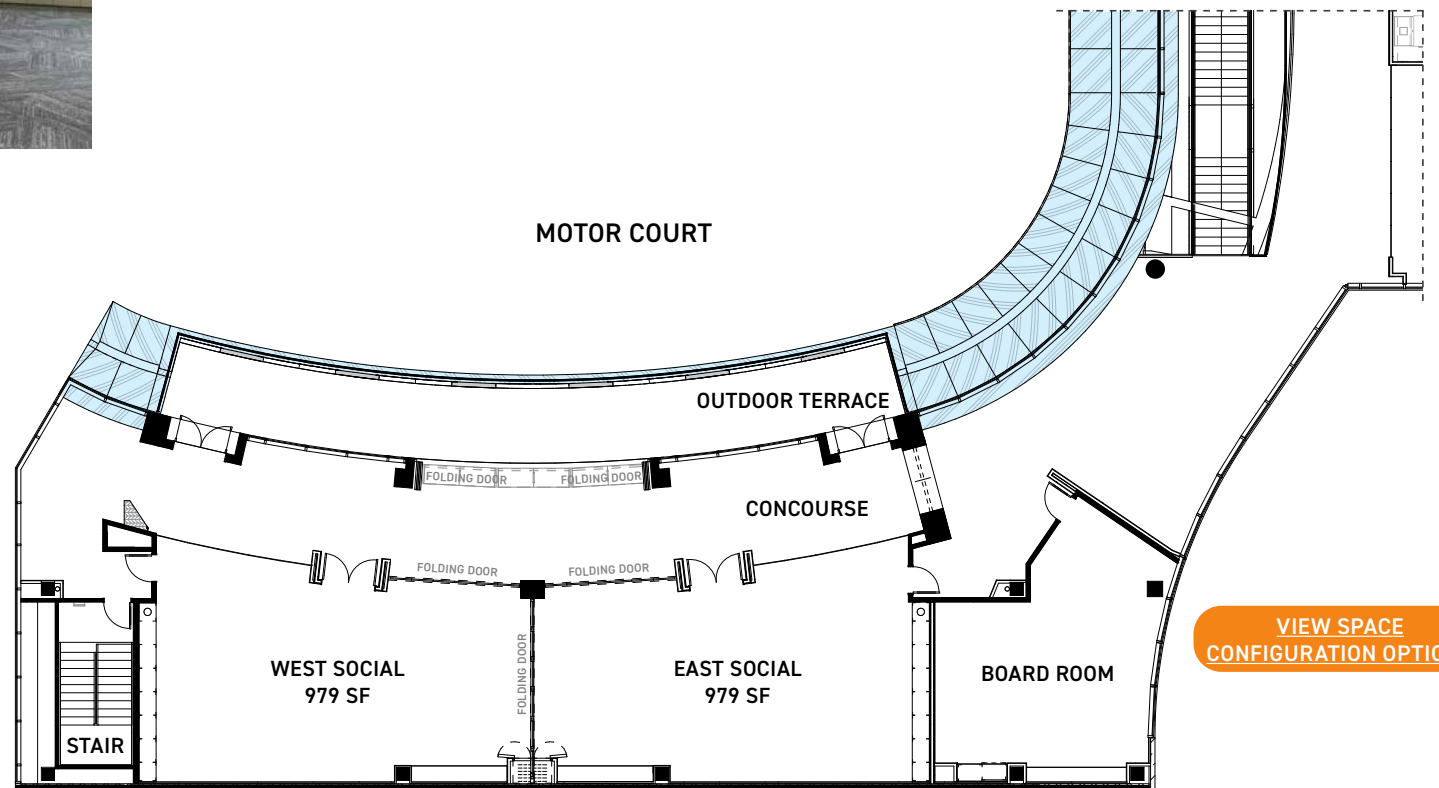 MOTOR COURT
OUTDOOR TERRACE
FOLDING DOOR
FOLDING DOOR
CONCOURSE
FOLDING DOOR
FOLDING DOOR
FOLDING DOOR
WEST SOCIAL
979 SF
EAST SOCIAL
979 SF
BOARD ROOM
STAIR
VIEW SPACE
CONFIGURATION